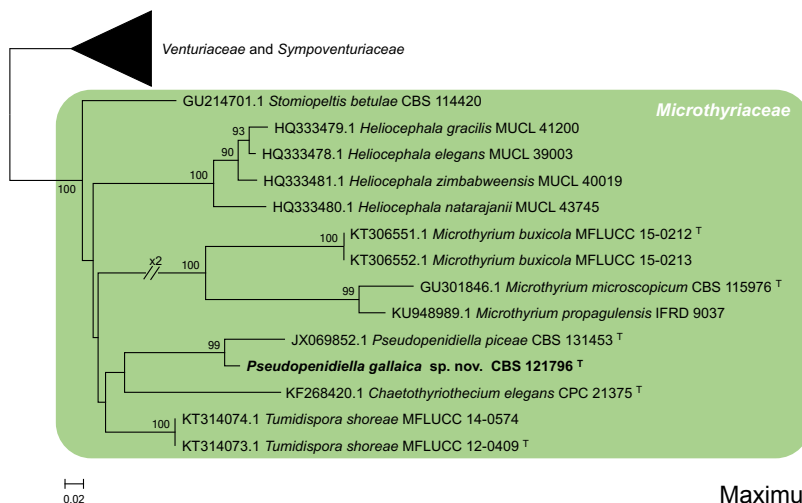 Venturiaceae and Sympoventuriaceae
Microthyriaceae
GU214701.1 Stomiopeltis betulae CBS 114420
93
HQ333479.1 Heliocephala gracilis MUCL 41200
90
HQ333478.1 Heliocephala elegans MUCL 39003
100
HQ333481.1 Heliocephala zimbabweensis MUCL 40019
100
HQ333480.1 Heliocephala natarajanii MUCL 43745
100
KT306551.1 Microthyrium buxicola MFLUCC 15-0212 T
x2
100
KT306552.1 Microthyrium buxicola MFLUCC 15-0213
99
GU301846.1 Microthyrium microscopicum CBS 115976 T
KU948989.1 Microthyrium propagulensis IFRD 9037
99
JX069852.1 Pseudopenidiella piceae CBS 131453 T
Pseudopenidiella gallaica sp. nov. CBS 121796 T
KF268420.1 Chaetothyriothecium elegans CPC 21375 T
100
KT314074.1 Tumidispora shoreae MFLUCC 14-0574
KT314073.1 Tumidispora shoreae MFLUCC 12-0409 T
0.02
Maximu